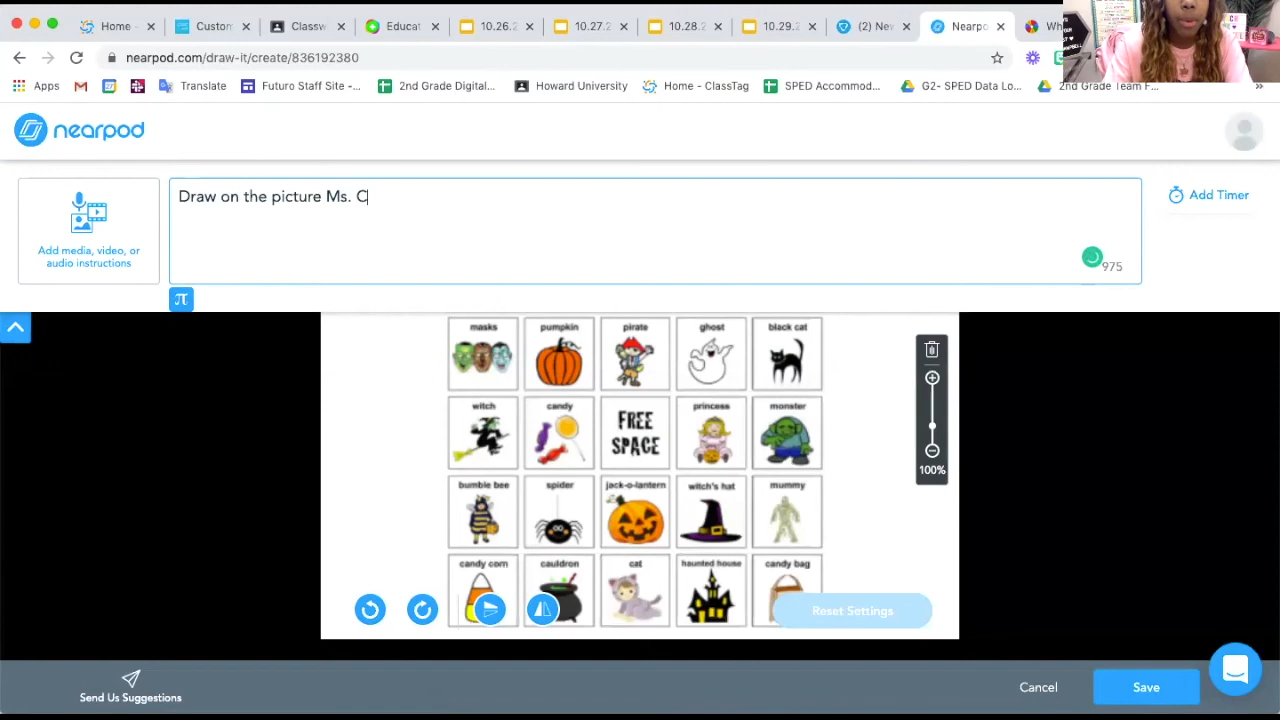 Home -
Custom
Classw
Educa
10.26.2
10.27.2
10.28.2
10.29.2
(2) New
Nearpo
Wh
nearpod.com/draw-it/create/836192380
Apps
Translate
Futuro Staff Site -...
2nd Grade Digital...
Howard University
Home - ClassTag
SPED Accommod...
G2- SPED Data Lo...
2nd Grade Team F...
nearpod
Draw on the picture Ms. C
Add Timer
Add media, video, or
audio instructions
975
π
masks pumpkin pirate ghost black cat
witch candy FREE SPACE princess monster
bumble bee spider jack-o-lantern witch's hat mummy
candy corn cauldron cat haunted house candy bag
100%
Reset Settings
Send Us Suggestions
Cancel
Save